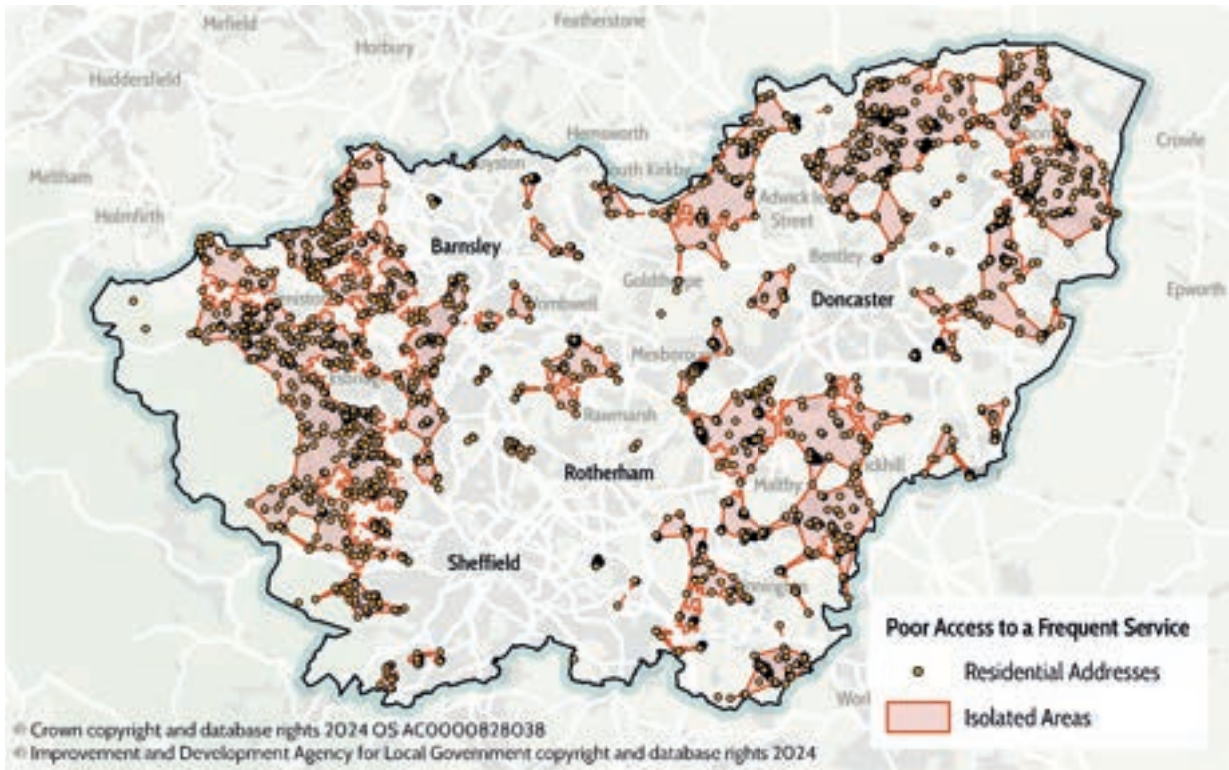 Mirfield
Featherstone
Horbury
Huddersfield
Hemsworth
Crowle
Meltham
South Kirkby
Holmfirth
Adwick le
Street
Barnsley
Bentley
Goldthorpe
Epworth
Doncaster
Mexborou
Rawmarsh
Rotherham
Maltby
Sheffield
Poor Access to a Frequent Service
Residential Addresses
Isolated Areas
© Crown copyright and database rights 2024 OS AC0000828038
© Improvement and Development Agency for Local Government copyright and database rights 2024